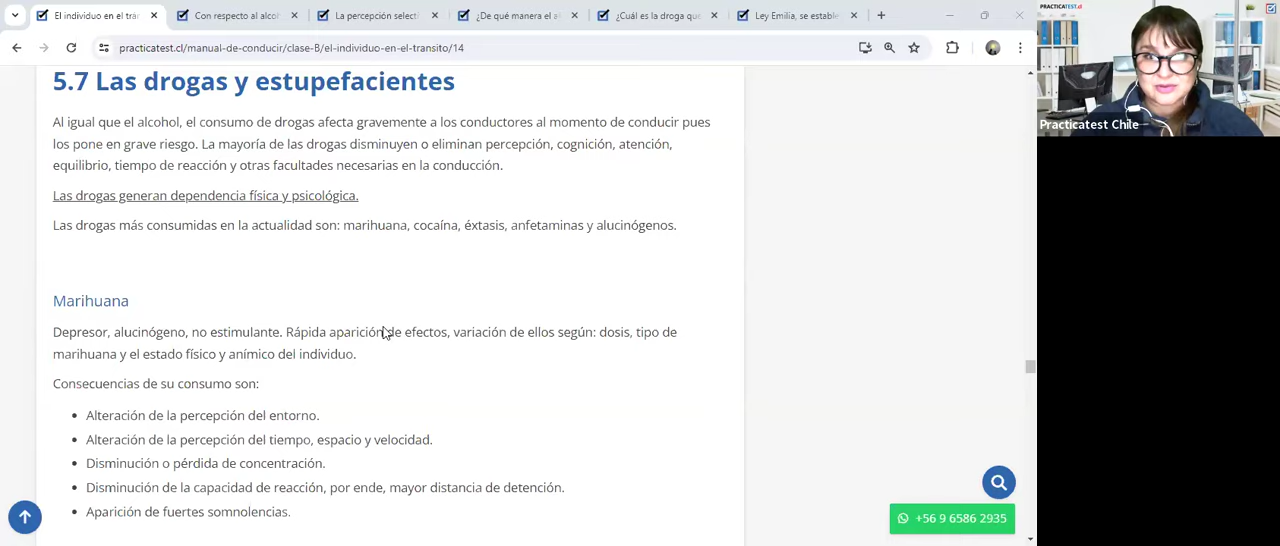 El individuo en el trán
Con respecto al alcoh
La percepción selecti
¿De qué manera el al
¿Cuál es la droga que
Ley Emilia, se estable
practicatest.cl/manual-de-conducir/clase-B/el-individuo-en-el-transito/14
PRACTICATEST.cl
Practicatest Chile
5.7 Las drogas y estupefacientes
Al igual que el alcohol, el consumo de drogas afecta gravemente a los conductores al momento de conducir pues
los pone en grave riesgo. La mayoría de las drogas disminuyen o eliminan percepción, cognición, atención,
equilibrio, tiempo de reacción y otras facultades necesarias en la conducción.
Las drogas generan dependencia física y psicológica.
Las drogas más consumidas en la actualidad son: marihuana, cocaína, éxtasis, anfetaminas y alucinógenos.
Marihuana
Depresor, alucinógeno, no estimulante. Rápida aparición de efectos, variación de ellos según: dosis, tipo de
marihuana y el estado físico y anímico del individuo.
Consecuencias de su consumo son:
• Alteración de la percepción del entorno.
• Alteración de la percepción del tiempo, espacio y velocidad.
• Disminución o pérdida de concentración.
• Disminución de la capacidad de reacción, por ende, mayor distancia de detención.
• Aparición de fuertes somnolencias.
+56 9 6586 2935